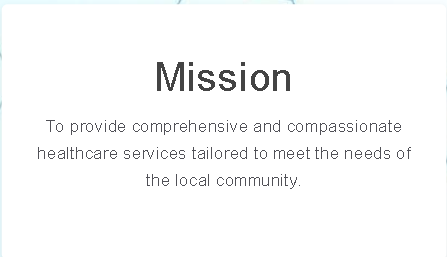 Mission
To provide comprehensive and compassionate
healthcare services tailored to meet the needs of
the local community.